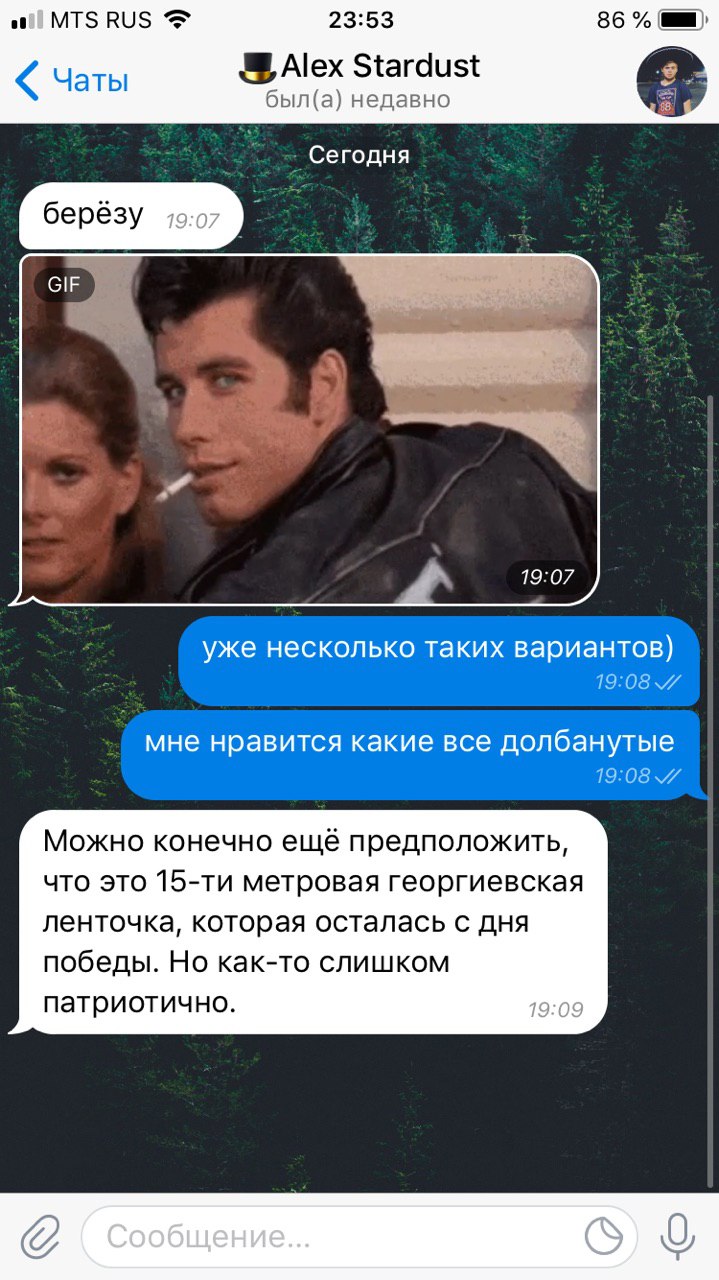 MTS RUS 23:53 86 %
Чаты
🎩Alex Stardust
был(а) недавно
Сегодня
берёзу 19:07
GIF
19:07
уже несколько таких вариантов)
19:08
мне нравится какие все долбанутые
19:08
Можно конечно ещё предположить,
что это 15-ти метровая георгиевская
ленточка, которая осталась с дня
победы. Но как-то слишком
патриотично. 19:09
Сообщение...